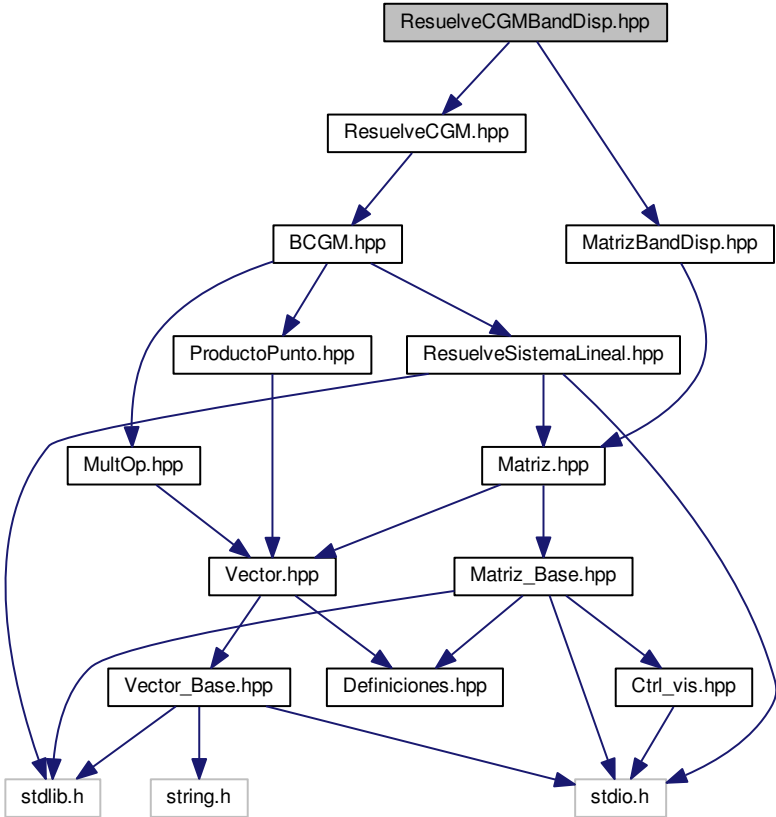 ResuelveCGMBandDisp.hpp
ResuelveCGM.hpp
BCGM.hpp
MatrizBandDisp.hpp
ProductoPunto.hpp
ResuelveSistemaLineal.hpp
MultOp.hpp
Matriz.hpp
Vector.hpp
Matriz_Base.hpp
Vector_Base.hpp
Definiciones.hpp
Ctrl_vis.hpp
stdlib.h
string.h
stdio.h